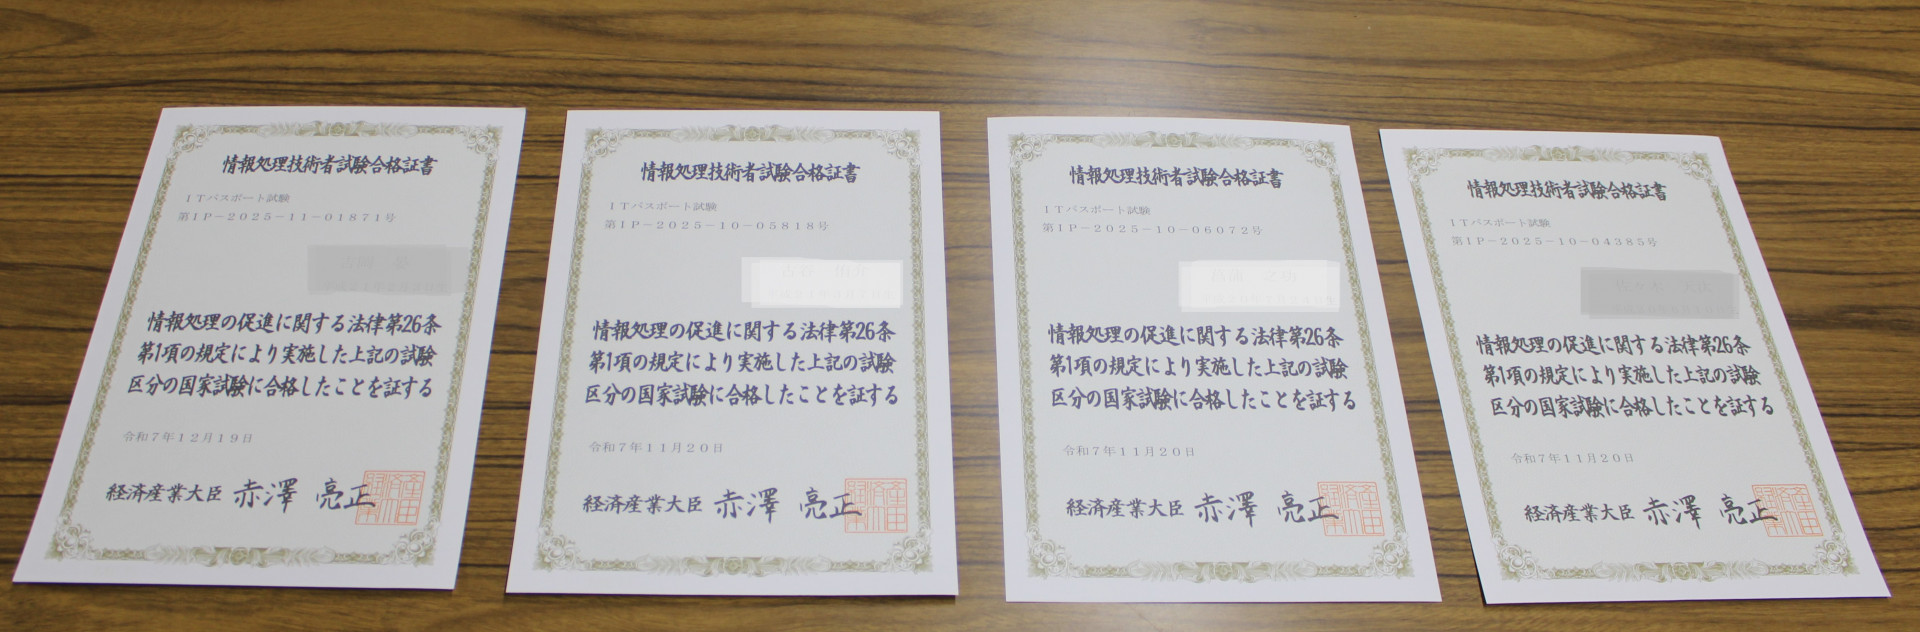 情報処理技術者試験合格証書
ITパスポート試験
第IP-2025-11-01871号
情報処理の促進に関する法律第26条
第1項の規定により実施した上記の試験
区分の国家試験に合格したことを証する
令和7年12月19日
経済産業大臣 赤澤 亮正
情報処理技術者試験合格証書
ITパスポート試験
第IP-2025-10-05818号
情報処理の促進に関する法律第26条
第1項の規定により実施した上記の試験
区分の国家試験に合格したことを証する
令和7年11月20日
経済産業大臣 赤澤 亮正
情報処理技術者試験合格証書
ITパスポート試験
第IP-2025-10-06072号
情報処理の促進に関する法律第26条
第1項の規定により実施した上記の試験
区分の国家試験に合格したことを証する
令和7年11月20日
経済産業大臣 赤澤 亮正
情報処理技術者試験合格証書
ITパスポート試験
第IP-2025-10-04385号
情報処理の促進に関する法律第26条
第1項の規定により実施した上記の試験
区分の国家試験に合格したことを証する
令和7年11月20日
経済産業大臣 赤澤 亮正